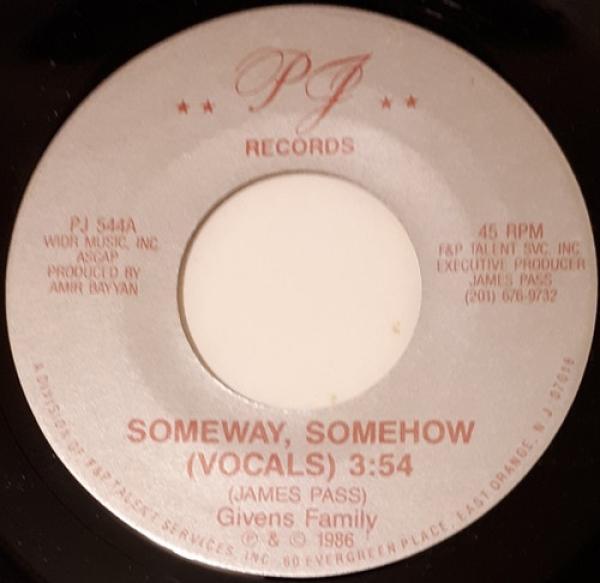 PJ
RECORDS
PJ 544A
WIDR MUSIC, INC
ASCAP
PRODUCED BY
AMIR BAYYAN
45 RPM
F&P TALENT SVC, INC
EXECUTIVE PRODUCER
JAMES PASS
(201) 676-9732
SOMEWAY, SOMEHOW
(VOCALS) 3:54
(JAMES PASS)
Givens Family
℗ & © 1986
A DIVISION OF F&P TALENT SERVICES, INC. 60 EVERGREEN PLACE, EAST ORANGE, N.J. 07018